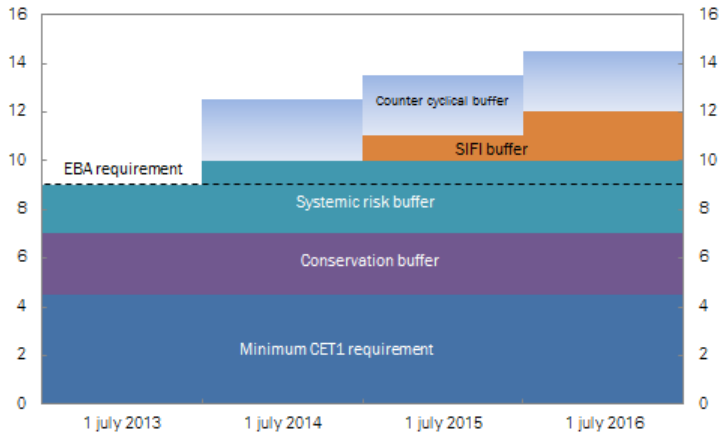 16 16
14 14
12 Counter cyclical buffer 12
SIFI buffer
10 10
EBA requirement
8 Systemic risk buffer 8
6 Conservation buffer 6
4 4
2 Minimum CET1 requirement 2
0 0
1 july 2013 1 july 2014 1 july 2015 1 july 2016